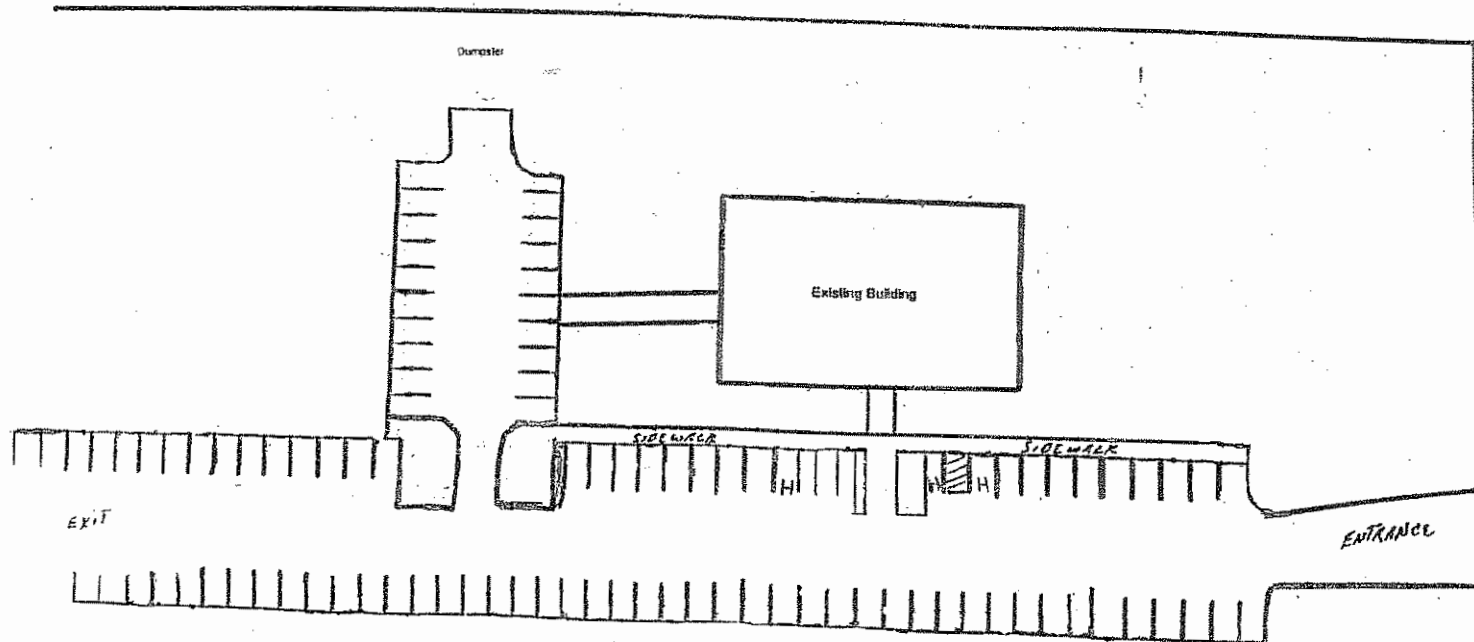 Dumpster
Existing Building
SIDEWALK
SIDEWALK
H
H
H
EXIT
ENTRANCE